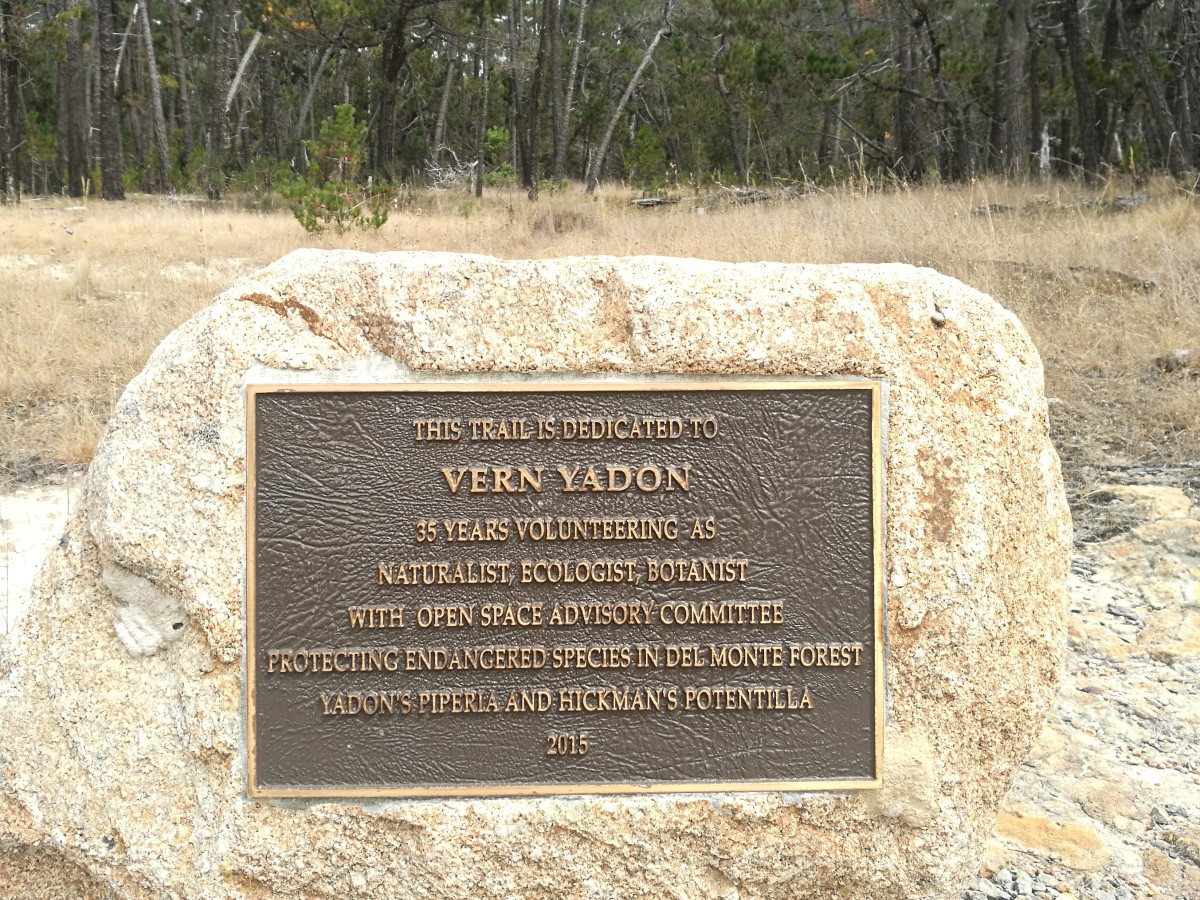 THIS TRAIL IS DEDICATED TO
VERN YADON
35 YEARS VOLUNTEERING AS
NATURALIST, ECOLOGIST, BOTANIST
WITH OPEN SPACE ADVISORY COMMITTEE
PROTECTING ENDANGERED SPECIES IN DEL MONTE FOREST
YADON'S PIPERIA AND HICKMAN'S POTENTILLA
2015